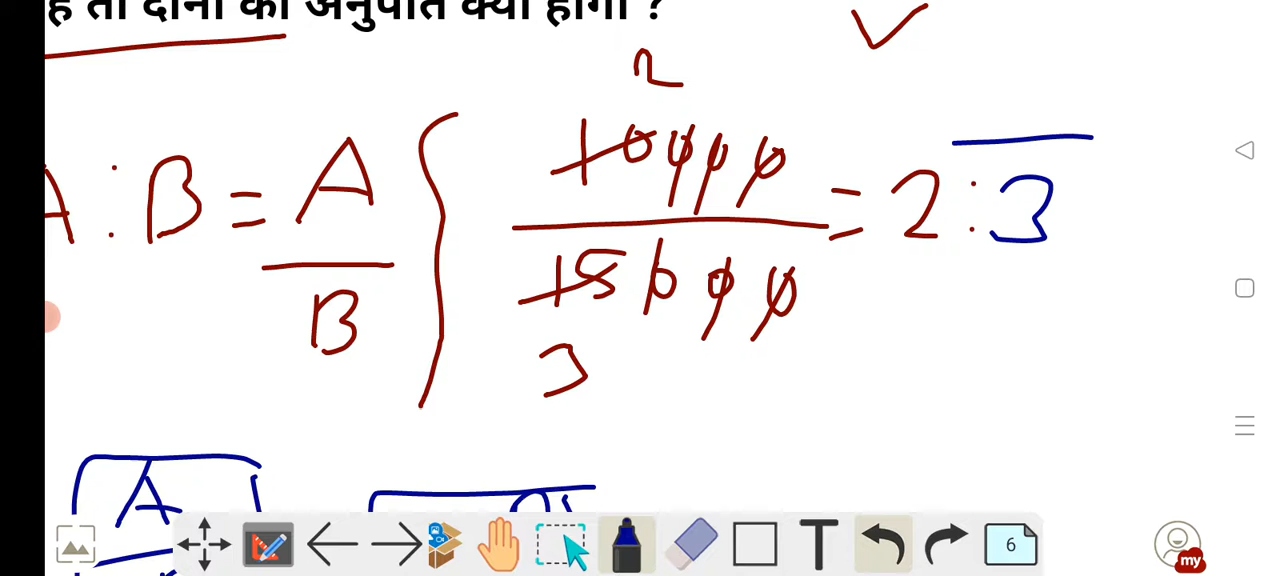 है तो दोनों का अनुपात क्या होगा ?
2
A : B = A / B { 10000 / 15000 = 2 : 3
3
A
T
6
my